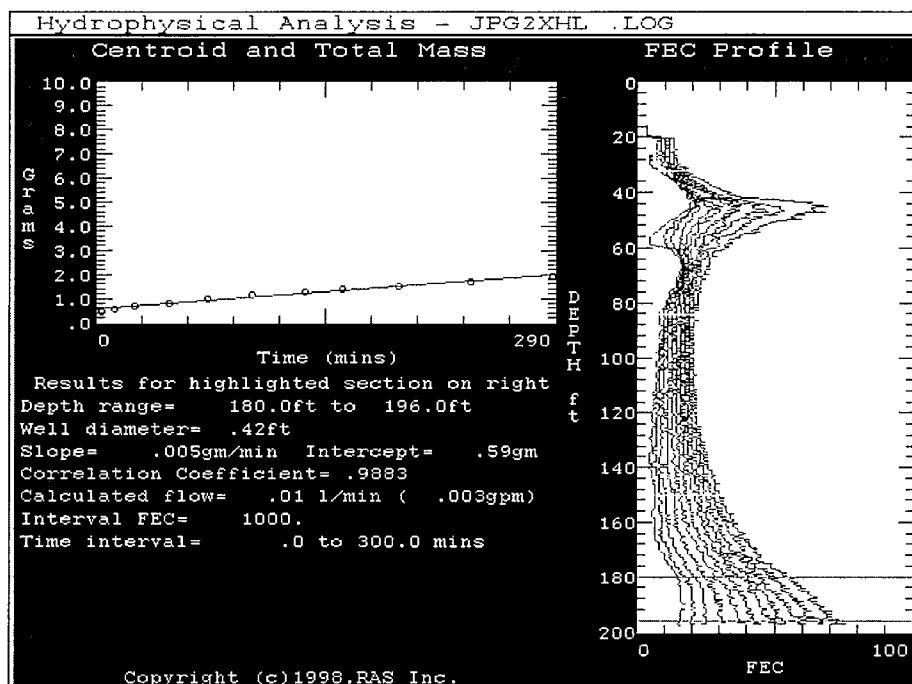 Hydrophysical Analysis - JPG2XHL .LOG
Centroid and Total Mass
10.0
9.0
8.0
7.0
6.0
5.0
4.0
3.0
2.0
1.0
.0
Grams
0
290
Time (mins)
Results for highlighted section on right
Depth range= 180.0ft to 196.0ft
Well diameter= .42ft
Slope= .005gm/min Intercept= .59gm
Correlation Coefficient= .9883
Calculated flow= .01 l/min ( .003gpm)
Interval FEC= 1000.
Time interval= .0 to 300.0 mins
Copyright (c)1998,RAS Inc.
FEC Profile
0
20
40
60
80
100
120
140
160
180
200
DEPTH ft
0
100
FEC